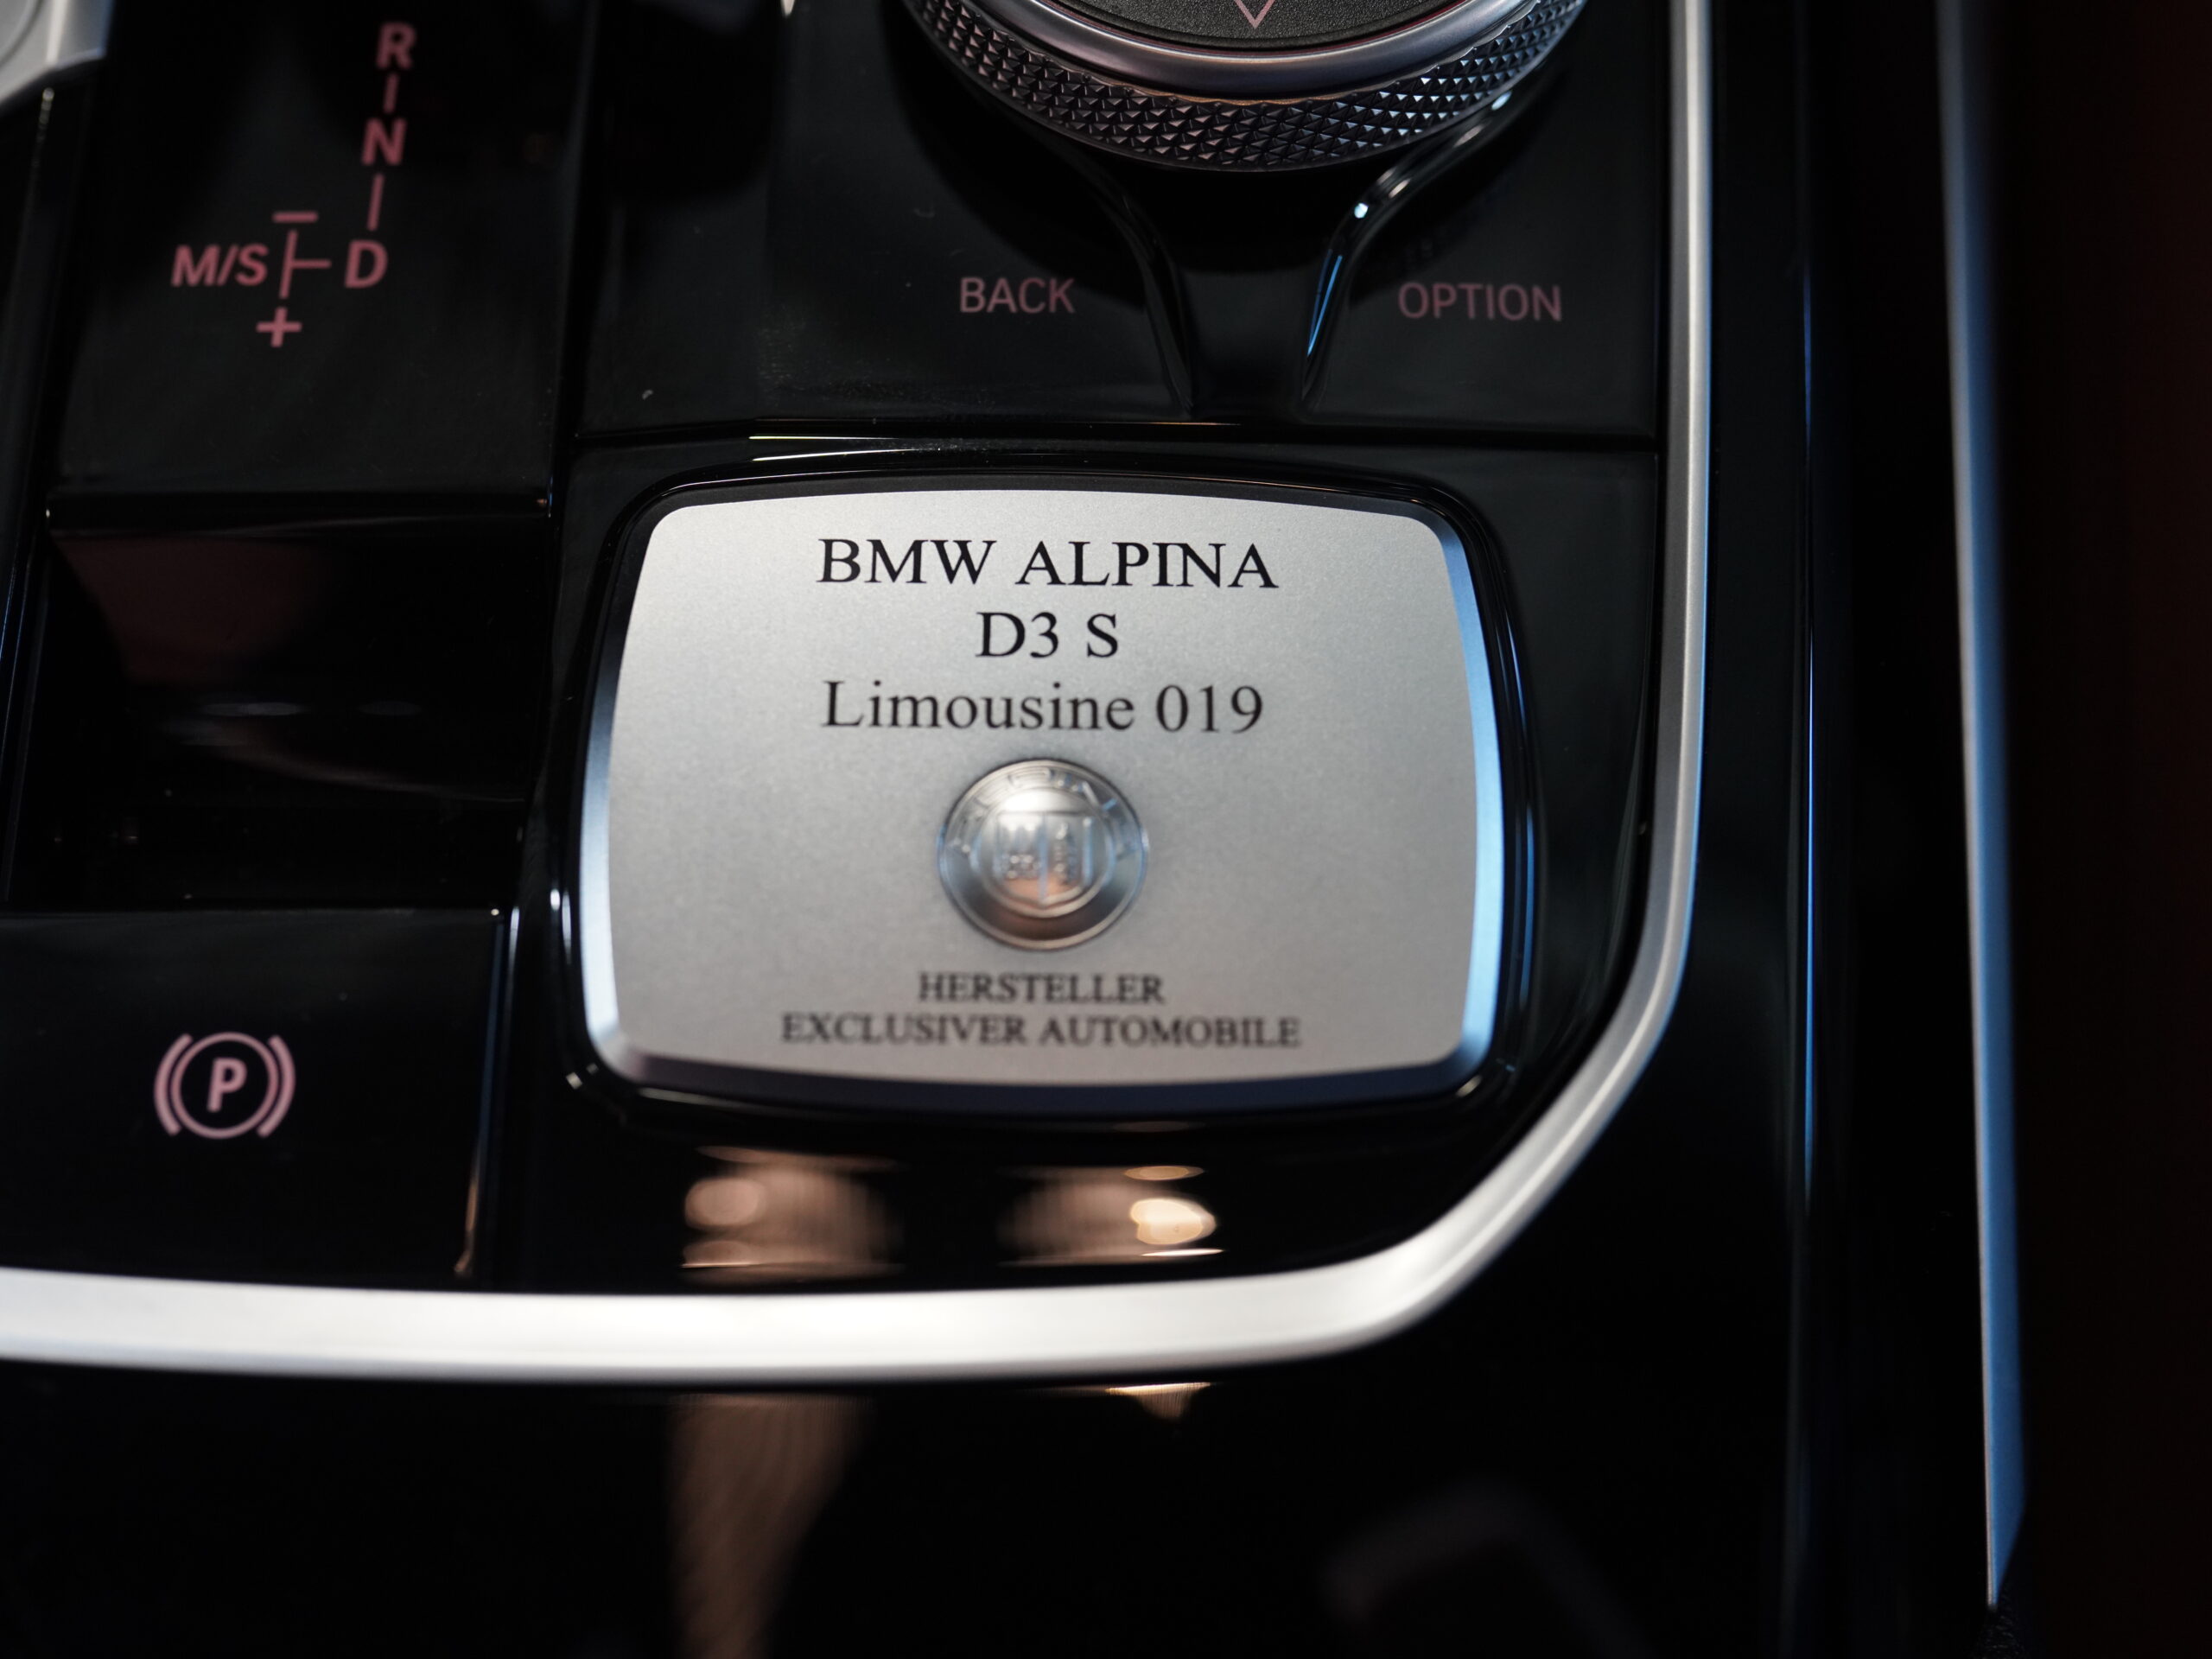 R
N
M/S D
−
+
BACK
OPTION
BMW ALPINA
D3 S
Limousine 019
HERSTELLER
EXCLUSIVER AUTOMOBILE
P